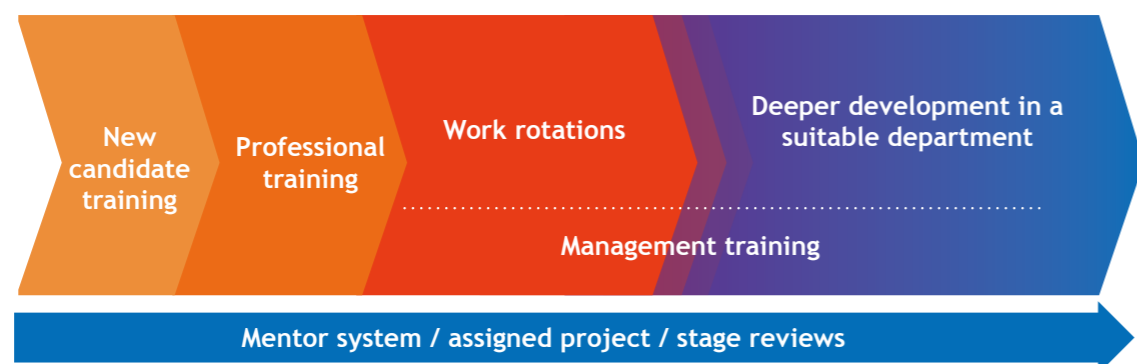 New
candidate
training
Professional
training
Work rotations
Deeper development in a
suitable department
Management training
Mentor system / assigned project / stage reviews